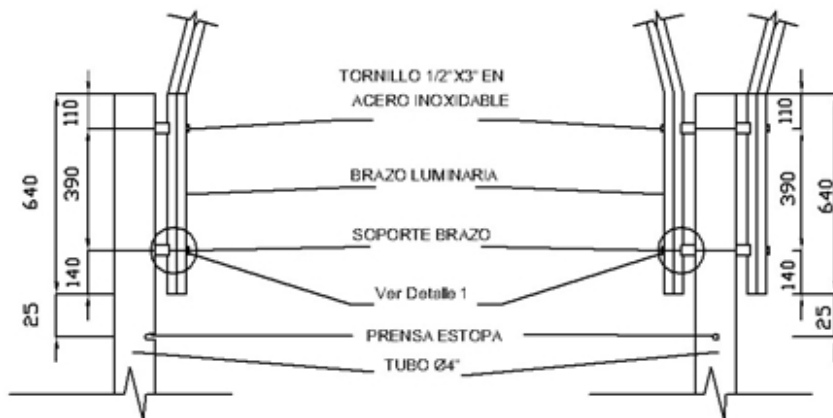 TORNILLO 1/2"X3" EN
ACERO INOXIDABLE
BRAZO LUMINARIA
SOPORTE BRAZO
Ver Detalle 1
PRENSA ESTOPA
TUBO Ø4"
640
110
390
140
25
110
390
140
640
25